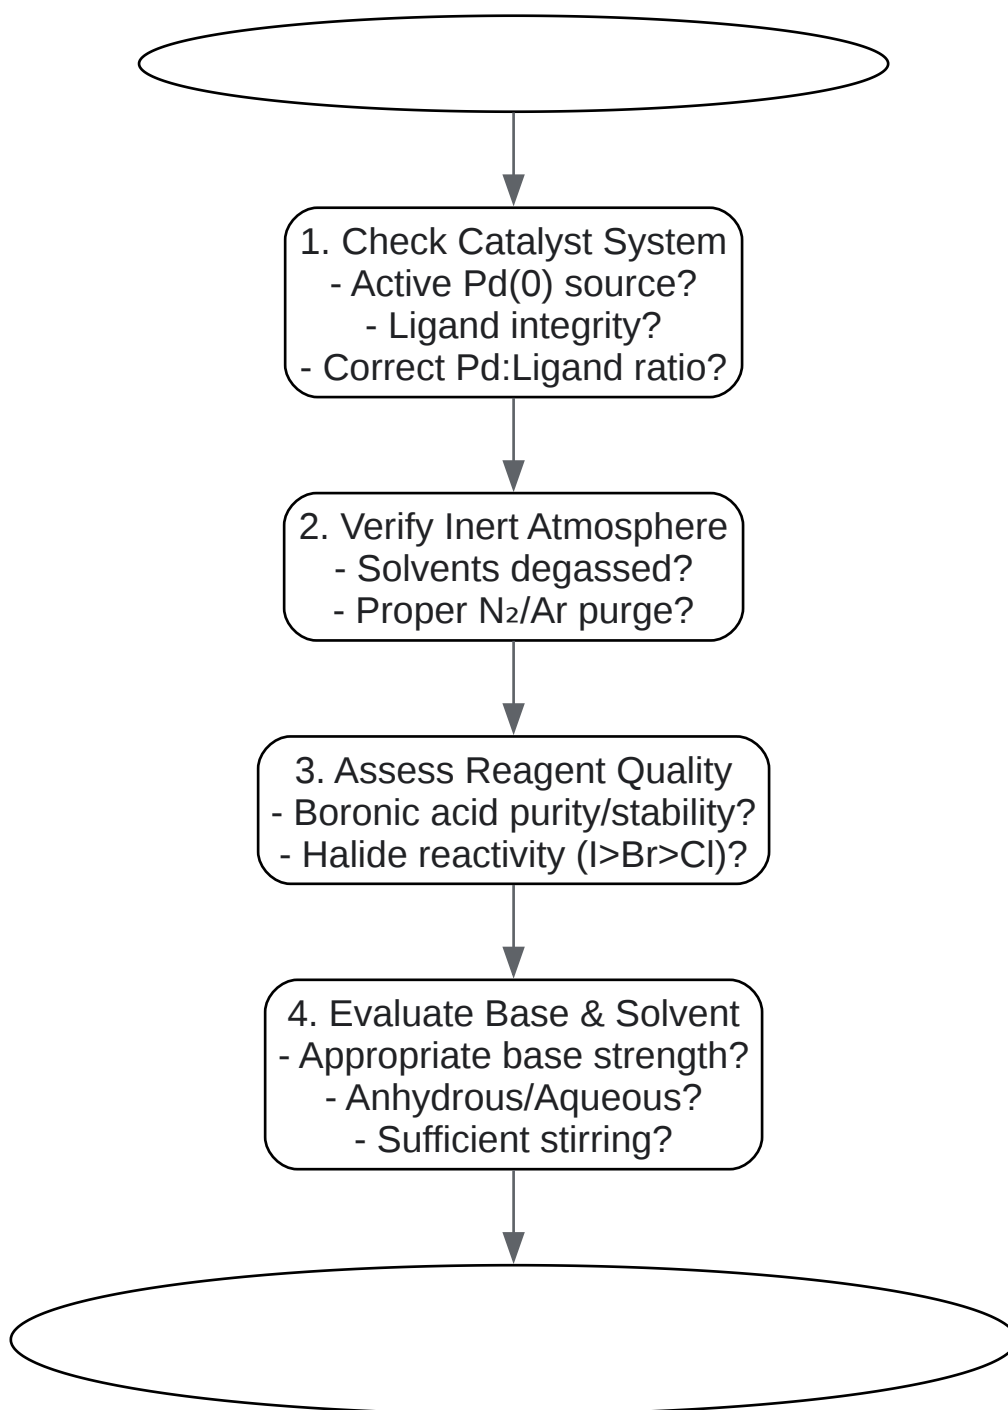 1. Check Catalyst System
- Active Pd(0) source?
- Ligand integrity?
- Correct Pd:Ligand ratio?
2. Verify Inert Atmosphere
- Solvents degassed?
- Proper N₂/Ar purge?
3. Assess Reagent Quality
- Boronic acid purity/stability?
- Halide reactivity (I>Br>Cl)?
4. Evaluate Base & Solvent
- Appropriate base strength?
- Anhydrous/Aqueous?
- Sufficient stirring?